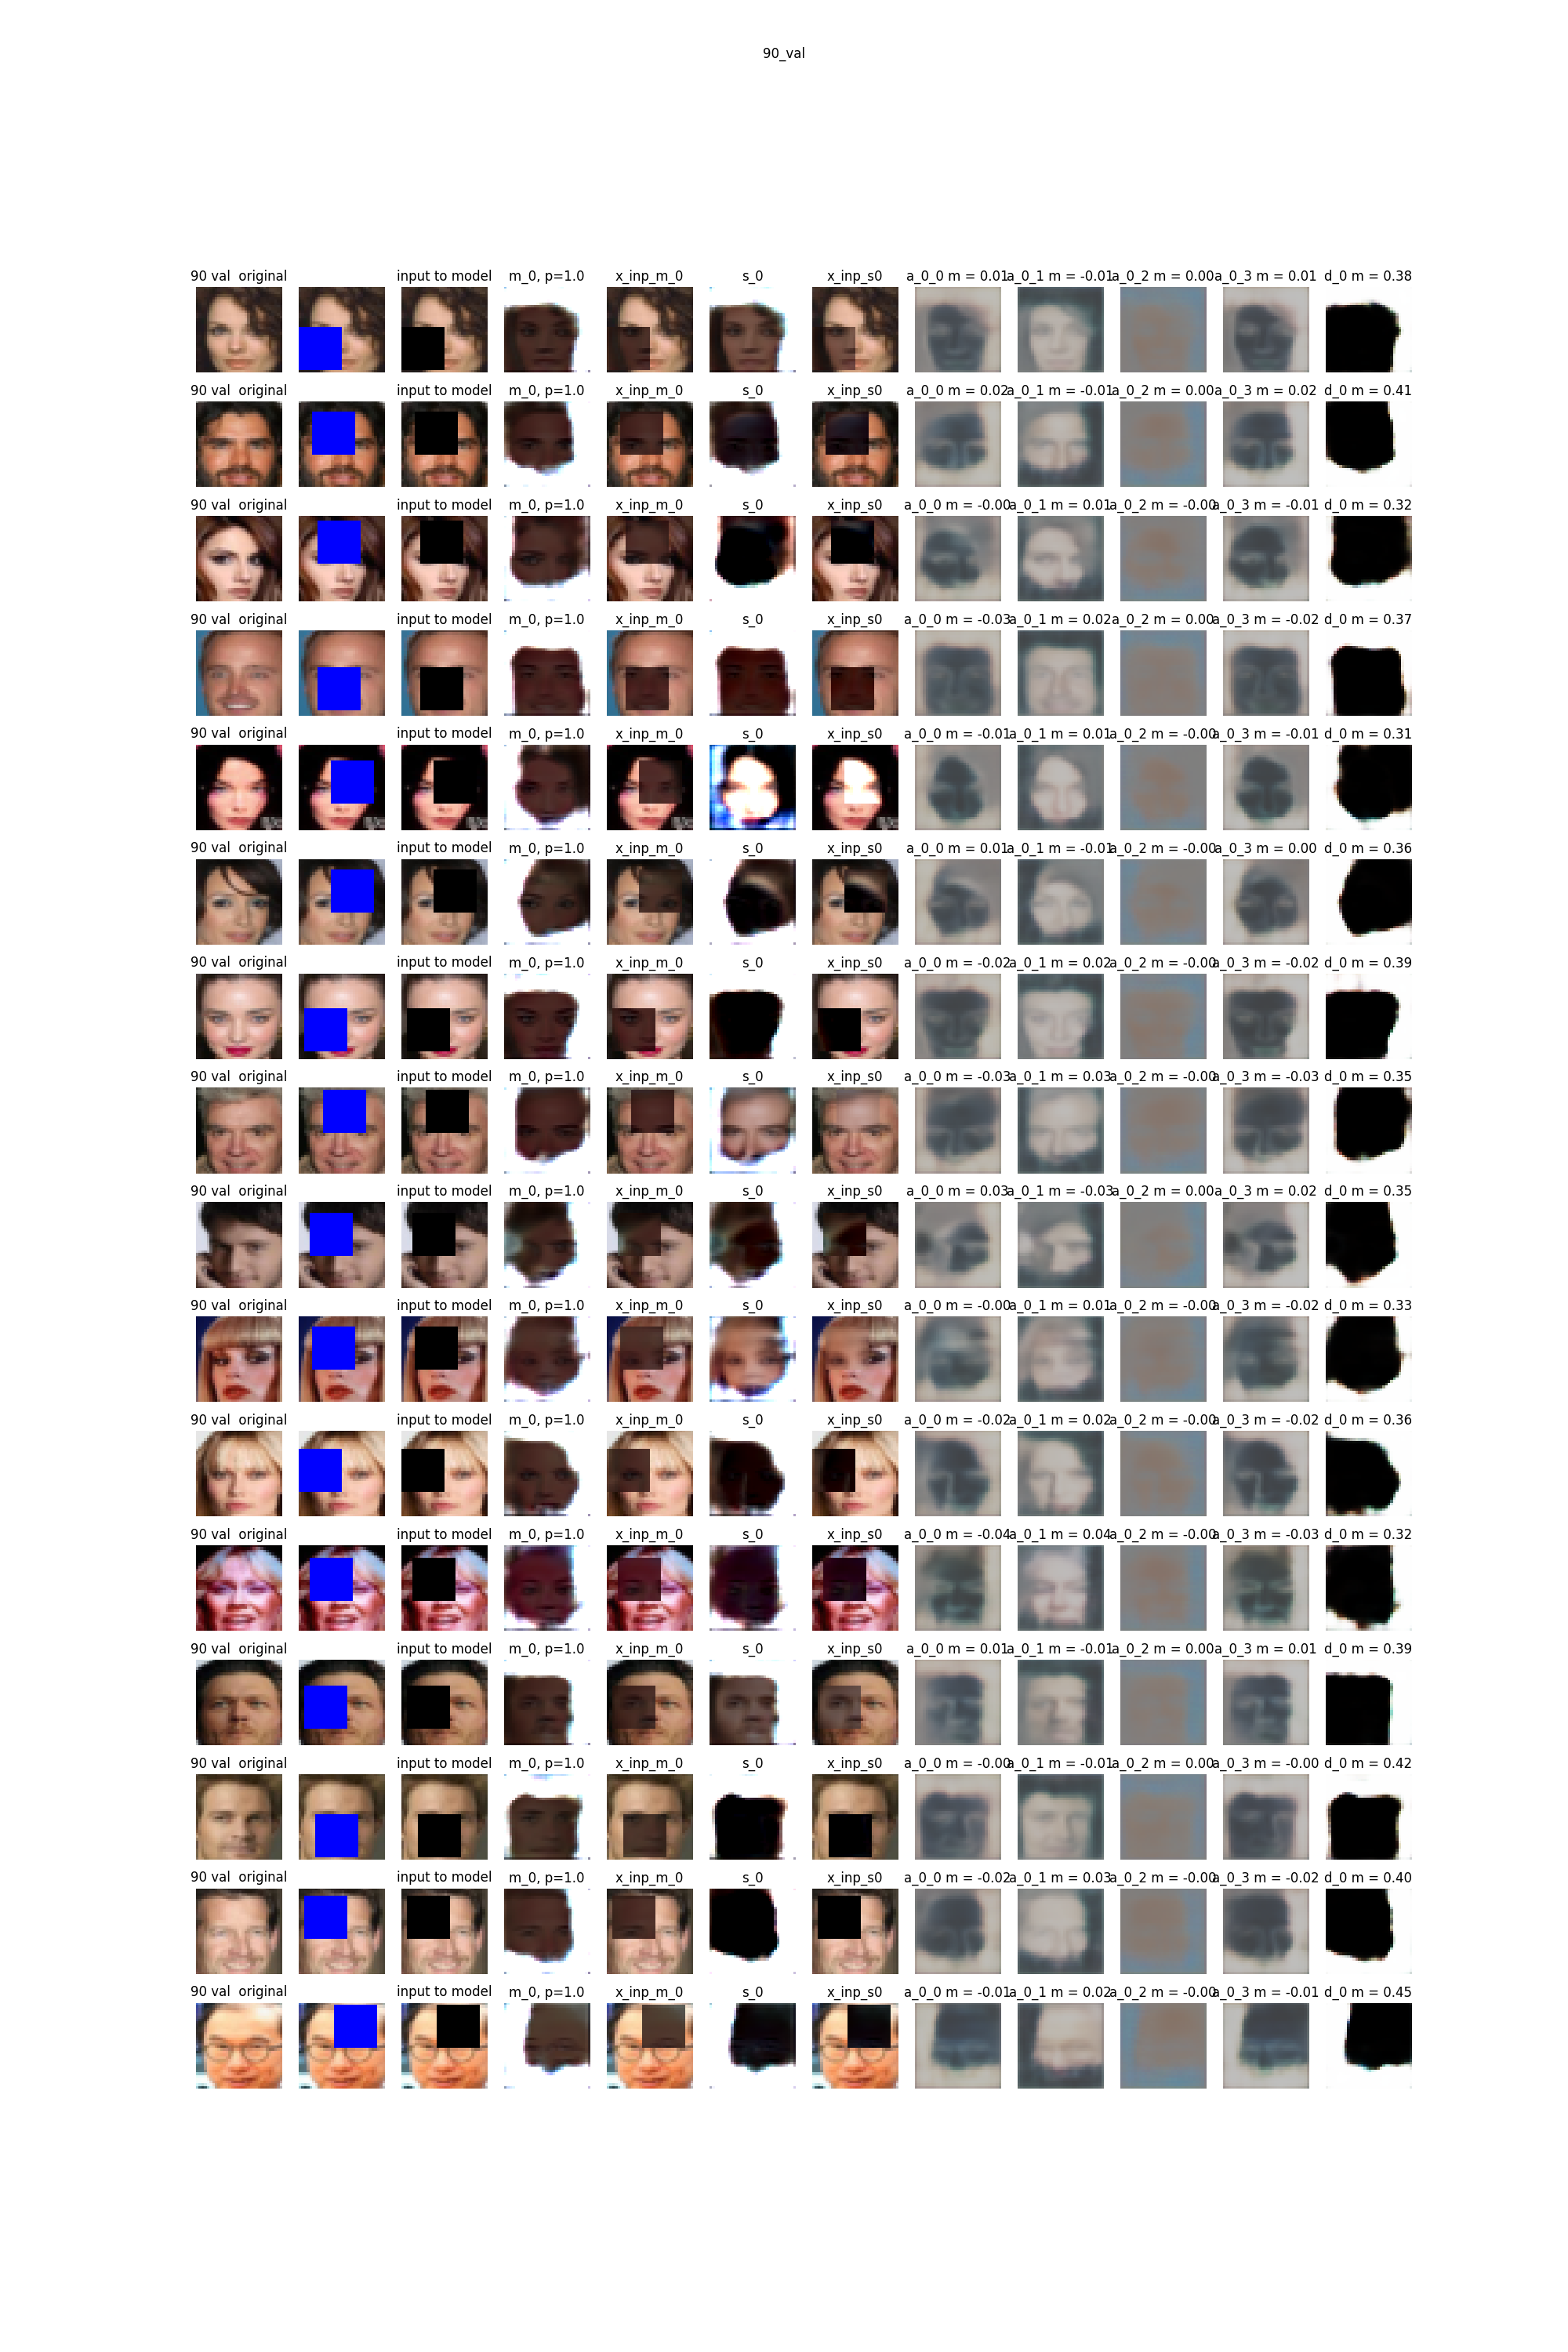 90_val
90 val original input to model m_0, p=1.0 x_inp_m_0 s_0 x_inp_s0 a_0_0 m = 0.01 a_0_1 m = -0.01 a_0_2 m = 0.00 a_0_3 m = 0.01 d_0 m = 0.38
90 val original input to model m_0, p=1.0 x_inp_m_0 s_0 x_inp_s0 a_0_0 m = 0.02 a_0_1 m = -0.01 a_0_2 m = 0.00 a_0_3 m = 0.02 d_0 m = 0.41
90 val original input to model m_0, p=1.0 x_inp_m_0 s_0 x_inp_s0 a_0_0 m = -0.00 a_0_1 m = 0.01 a_0_2 m = -0.00 a_0_3 m = -0.01 d_0 m = 0.32
90 val original input to model m_0, p=1.0 x_inp_m_0 s_0 x_inp_s0 a_0_0 m = -0.03 a_0_1 m = 0.02 a_0_2 m = 0.00 a_0_3 m = -0.02 d_0 m = 0.37
90 val original input to model m_0, p=1.0 x_inp_m_0 s_0 x_inp_s0 a_0_0 m = -0.01 a_0_1 m = 0.01 a_0_2 m = -0.00 a_0_3 m = -0.01 d_0 m = 0.31
90 val original input to model m_0, p=1.0 x_inp_m_0 s_0 x_inp_s0 a_0_0 m = 0.01 a_0_1 m = -0.01 a_0_2 m = -0.00 a_0_3 m = 0.00 d_0 m = 0.36
90 val original input to model m_0, p=1.0 x_inp_m_0 s_0 x_inp_s0 a_0_0 m = -0.02 a_0_1 m = 0.02 a_0_2 m = -0.00 a_0_3 m = -0.02 d_0 m = 0.39
90 val original input to model m_0, p=1.0 x_inp_m_0 s_0 x_inp_s0 a_0_0 m = -0.03 a_0_1 m = 0.03 a_0_2 m = -0.00 a_0_3 m = -0.03 d_0 m = 0.35
90 val original input to model m_0, p=1.0 x_inp_m_0 s_0 x_inp_s0 a_0_0 m = 0.03 a_0_1 m = -0.03 a_0_2 m = 0.00 a_0_3 m = 0.02 d_0 m = 0.35
90 val original input to model m_0, p=1.0 x_inp_m_0 s_0 x_inp_s0 a_0_0 m = -0.00 a_0_1 m = 0.01 a_0_2 m = -0.00 a_0_3 m = -0.02 d_0 m = 0.33
90 val original input to model m_0, p=1.0 x_inp_m_0 s_0 x_inp_s0 a_0_0 m = -0.02 a_0_1 m = 0.02 a_0_2 m = -0.00 a_0_3 m = -0.02 d_0 m = 0.36
90 val original input to model m_0, p=1.0 x_inp_m_0 s_0 x_inp_s0 a_0_0 m = -0.04 a_0_1 m = 0.04 a_0_2 m = -0.00 a_0_3 m = -0.03 d_0 m = 0.32
90 val original input to model m_0, p=1.0 x_inp_m_0 s_0 x_inp_s0 a_0_0 m = 0.01 a_0_1 m = -0.01 a_0_2 m = 0.00 a_0_3 m = 0.01 d_0 m = 0.39
90 val original input to model m_0, p=1.0 x_inp_m_0 s_0 x_inp_s0 a_0_0 m = -0.00 a_0_1 m = -0.01 a_0_2 m = 0.00 a_0_3 m = -0.00 d_0 m = 0.42
90 val original input to model m_0, p=1.0 x_inp_m_0 s_0 x_inp_s0 a_0_0 m = -0.02 a_0_1 m = 0.03 a_0_2 m = -0.00 a_0_3 m = -0.02 d_0 m = 0.40
90 val original input to model m_0, p=1.0 x_inp_m_0 s_0 x_inp_s0 a_0_0 m = -0.01 a_0_1 m = 0.02 a_0_2 m = -0.00 a_0_3 m = -0.01 d_0 m = 0.45